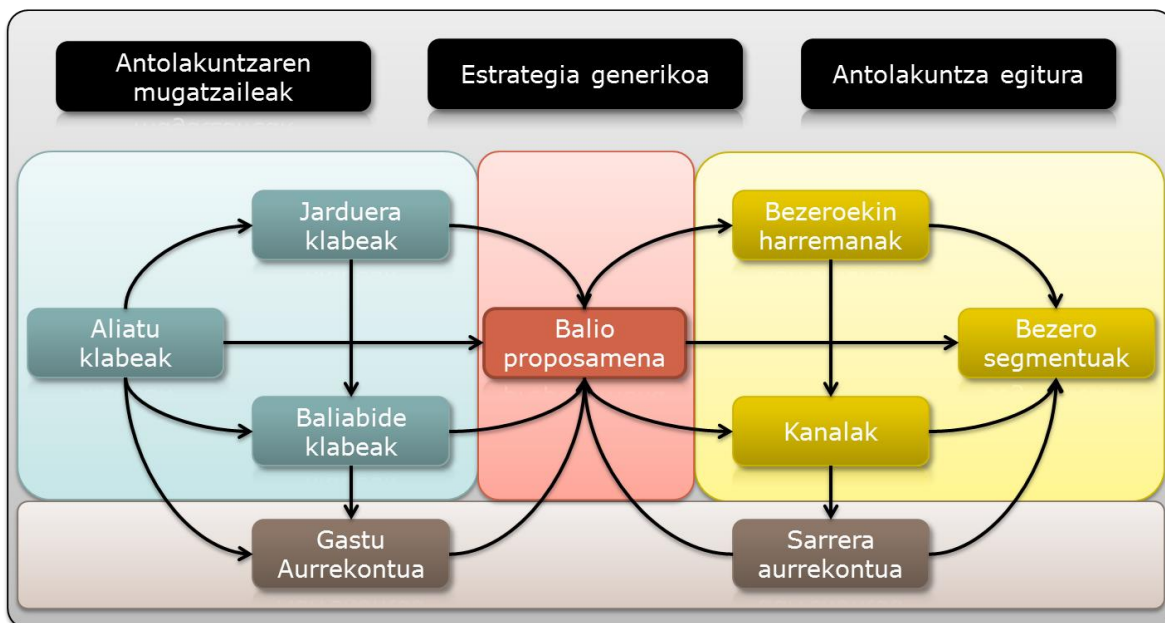 Antolakuntzaren
mugatzaileak
Estrategia generikoa
Antolakuntza egitura
Jarduera
klabeak
Bezeroekin
harremanak
Aliatu
klabeak
Balio
proposamena
Bezero
segmentuak
Baliabide
klabeak
Kanalak
Gastu
Aurrekontua
Sarrera
aurrekontua